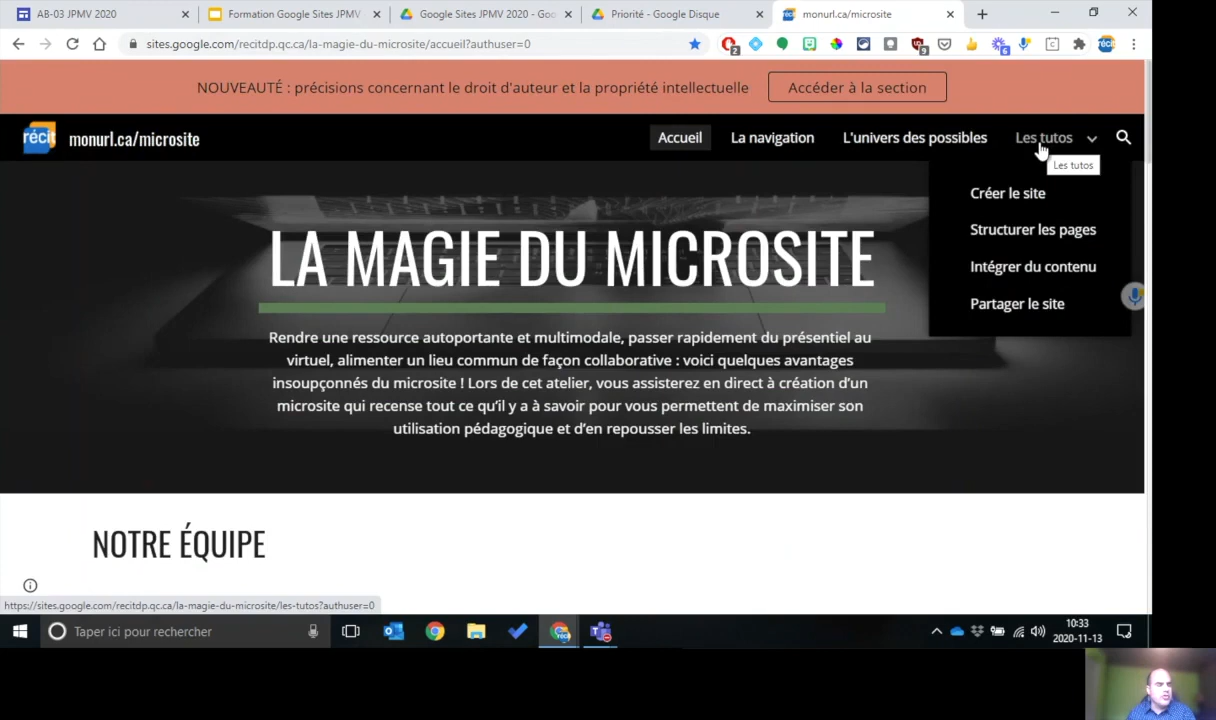 AB-03 JPMV 2020
Formation Google Sites JPMV
Google Sites JPMV 2020 - Goo
Priorité - Google Disque
monurl.ca/microsite
sites.google.com/recitdp.qc.ca/la-magie-du-microsite/accueil?authuser=0
NOUVEAUTÉ : précisions concernant le droit d'auteur et la propriété intellectuelle
Accéder à la section
récit
monurl.ca/microsite
Accueil
La navigation
L'univers des possibles
Les tutos
Les tutos
Créer le site
Structurer les pages
Intégrer du contenu
Partager le site
LA MAGIE DU MICROSITE
Rendre une ressource autoportante et multimodale, passer rapidement du présentiel au
virtuel, alimenter un lieu commun de façon collaborative : voici quelques avantages
insoupçonnés du microsite ! Lors de cet atelier, vous assisterez en direct à création d'un
microsite qui recense tout ce qu'il y a à savoir pour vous permettent de maximiser son
utilisation pédagogique et d'en repousser les limites.
NOTRE ÉQUIPE
https://sites.google.com/recitdp.qc.ca/la-magie-du-microsite/les-tutos?authuser=0
Taper ici pour rechercher
10:33
2020-11-13